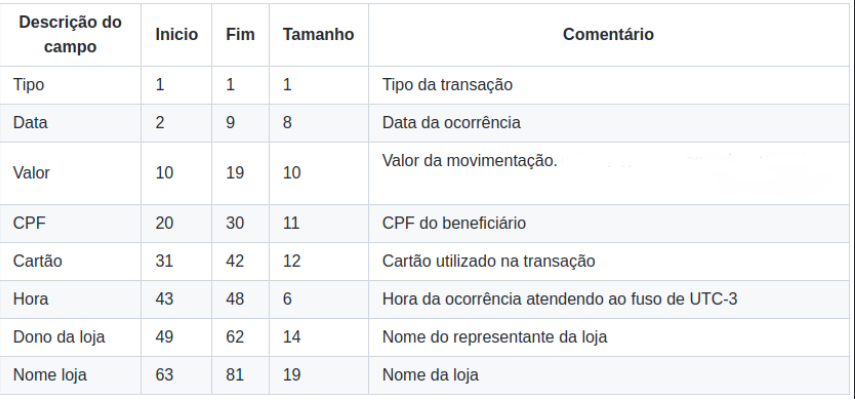 Descrição do campo Inicio Fim Tamanho Comentário
Tipo 1 1 1 Tipo da transação
Data 2 9 8 Data da ocorrência
Valor 10 19 10 Valor da movimentação.
CPF 20 30 11 CPF do beneficiário
Cartão 31 42 12 Cartão utilizado na transação
Hora 43 48 6 Hora da ocorrência atendendo ao fuso de UTC-3
Dono da loja 49 62 14 Nome do representante da loja
Nome loja 63 81 19 Nome da loja